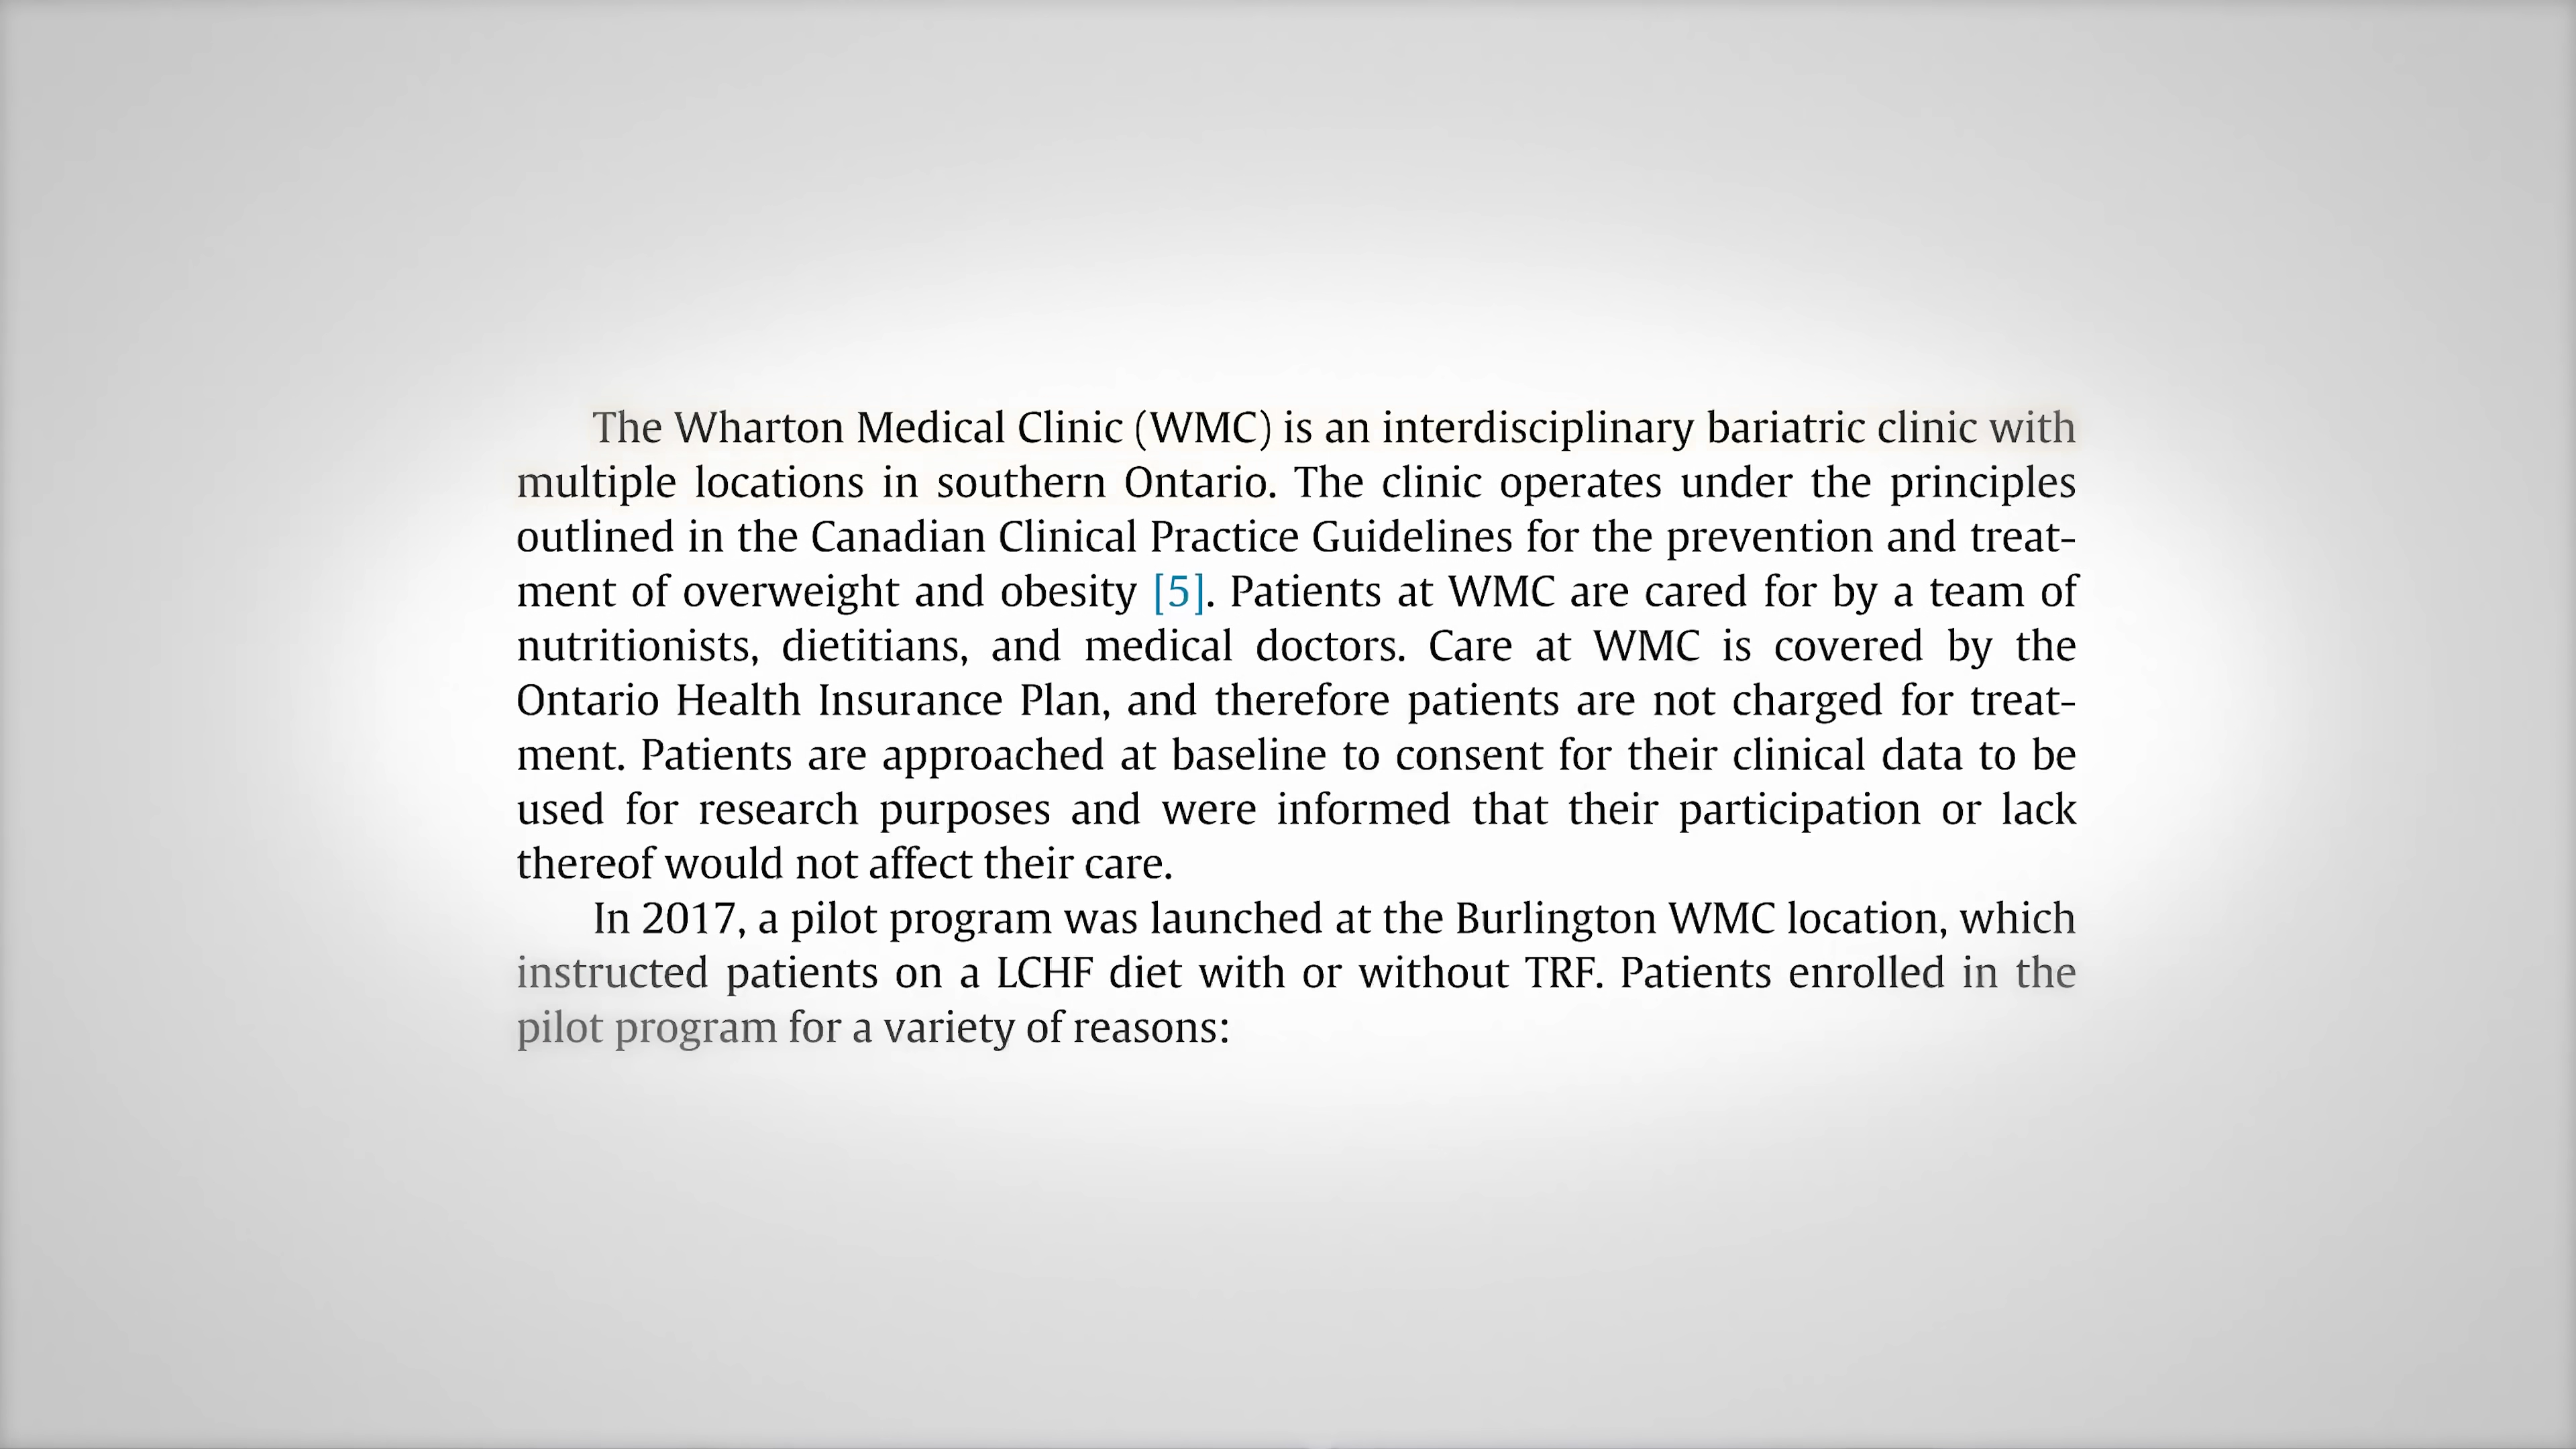 The Wharton Medical Clinic (WMC) is an interdisciplinary bariatric clinic with
multiple locations in southern Ontario. The clinic operates under the principles
outlined in the Canadian Clinical Practice Guidelines for the prevention and treat-
ment of overweight and obesity [5]. Patients at WMC are cared for by a team of
nutritionists, dietitians, and medical doctors. Care at WMC is covered by the
Ontario Health Insurance Plan, and therefore patients are not charged for treat-
ment. Patients are approached at baseline to consent for their clinical data to be
used for research purposes and were informed that their participation or lack
thereof would not affect their care.
In 2017, a pilot program was launched at the Burlington WMC location, which
instructed patients on a LCHF diet with or without TRF. Patients enrolled in the
pilot program for a variety of reasons: